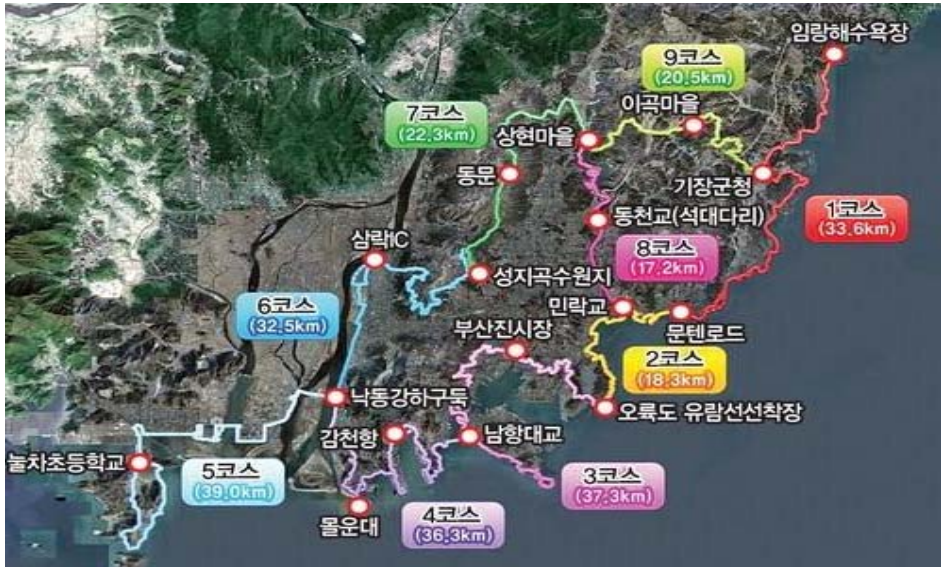 임랑해수욕장
9코스
(20.5km)
이곡마을
7코스
(22.3km)
상현마을
동문
기장군청
1코스
(33.6km)
동천교(석대다리)
삼락IC
8코스
(17.2km)
성지곡수원지
6코스
(32.5km)
민락교
문텐로드
부산진시장
2코스
(18.3km)
낙동강하구둑
오륙도 유람선선착장
감천항
남항대교
눌차초등학교
5코스
(39.0km)
3코스
(37.3km)
몰운대
4코스
(36.3km)